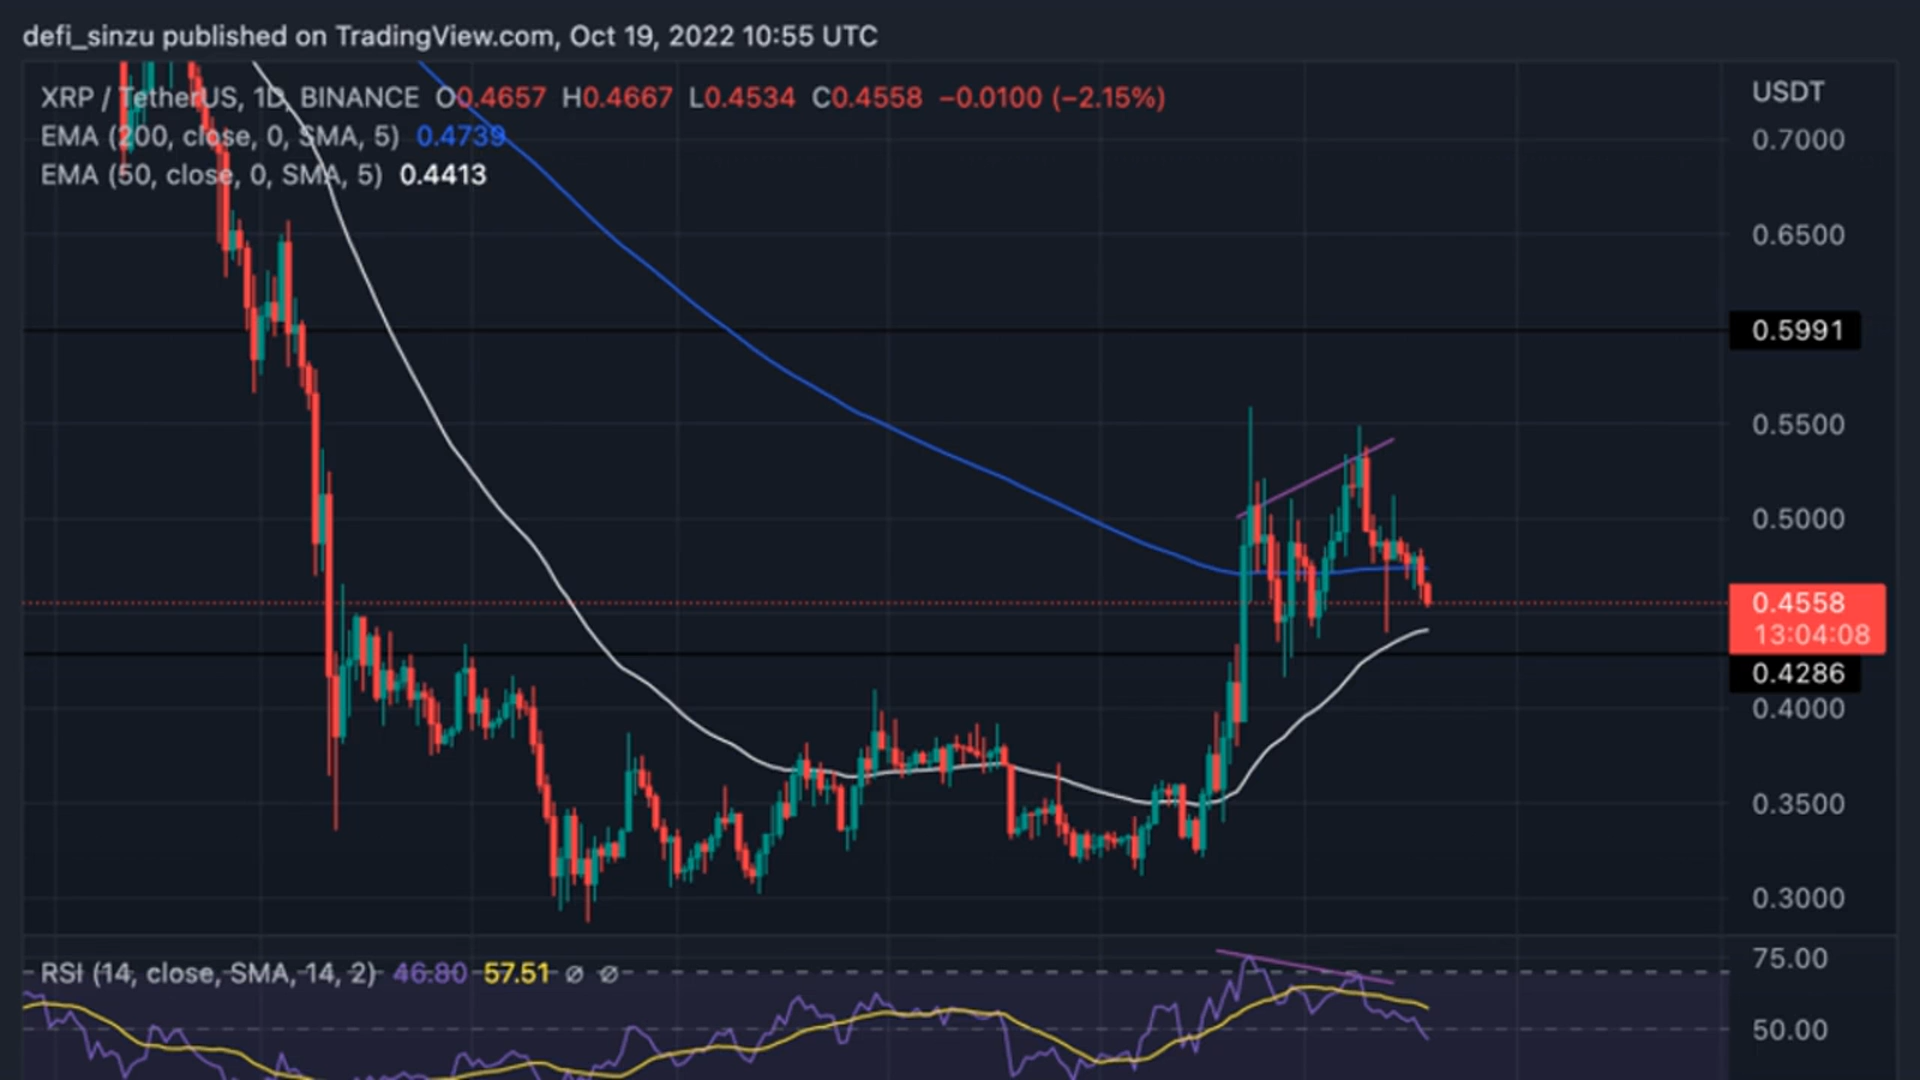 defi_sinzu published on TradingView.com, Oct 19, 2022 10:55 UTC
XRP / TetherUS, 1D, BINANCE O0.4657 H0.4667 L0.4534 C0.4558 −0.0100 (−2.15%)
EMA (200, close, 0, SMA, 5) 0.4739
EMA (50, close, 0, SMA, 5) 0.4413
USDT
0.7000
0.6500
0.5991
0.5500
0.5000
0.4558
13:04:08
0.4286
0.4000
0.3500
0.3000
RSI (14, close, SMA, 14, 2) 46.80 57.51 ∅ ∅
75.00
50.00